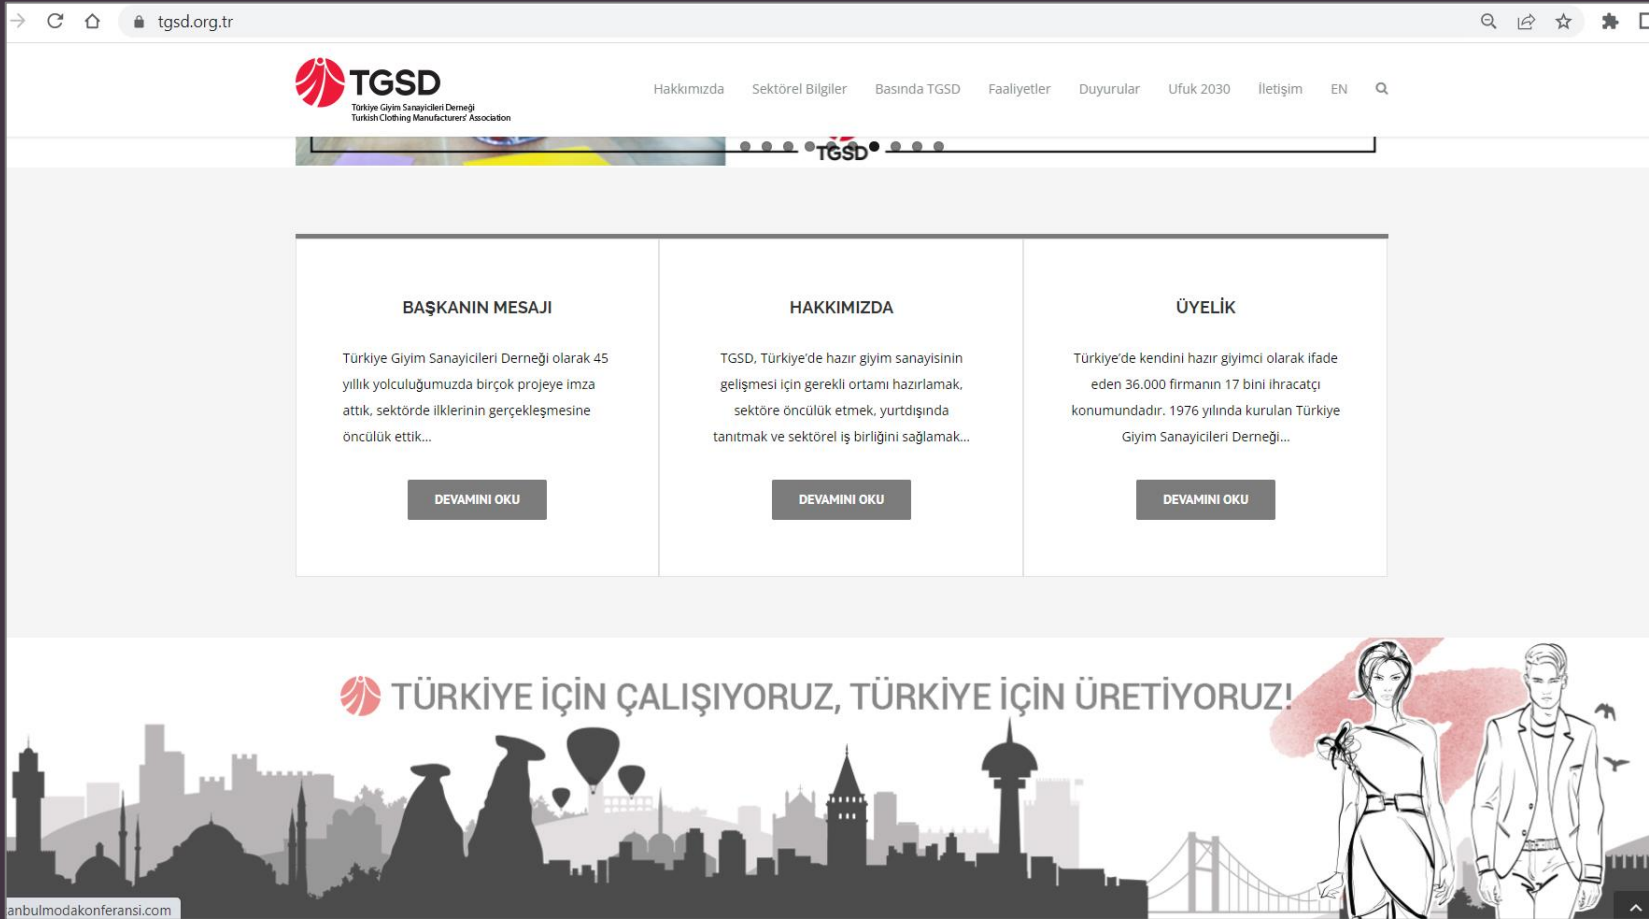 tgsd.org.tr
TGSD
Türkiye Giyim Sanayicileri Derneği
Turkish Clothing Manufacturers' Association
Hakkımızda Sektörel Bilgiler Basında TGSD Faaliyetler Duyurular Ufuk 2030 İletişim EN
TGSD
BAŞKANIN MESAJI
Türkiye Giyim Sanayicileri Derneği olarak 45
yıllık yolculuğumuzda birçok projeye imza
attık, sektörde ilklerinin gerçekleşmesine
öncülük ettik...
DEVAMINI OKU
HAKKIMIZDA
TGSD, Türkiye'de hazır giyim sanayisinin
gelişmesi için gerekli ortamı hazırlamak,
sektöre öncülük etmek, yurtdışında
tanıtmak ve sektörel iş birliğini sağlamak...
DEVAMINI OKU
ÜYELİK
Türkiye'de kendini hazır giyimci olarak ifade
eden 36.000 firmanın 17 bini ihracatçı
konumundadır. 1976 yılında kurulan Türkiye
Giyim Sanayicileri Derneği...
DEVAMINI OKU
TÜRKİYE İÇİN ÇALIŞIYORUZ, TÜRKİYE İÇİN ÜRETİYORUZ!
anbulmodakonferansi.com